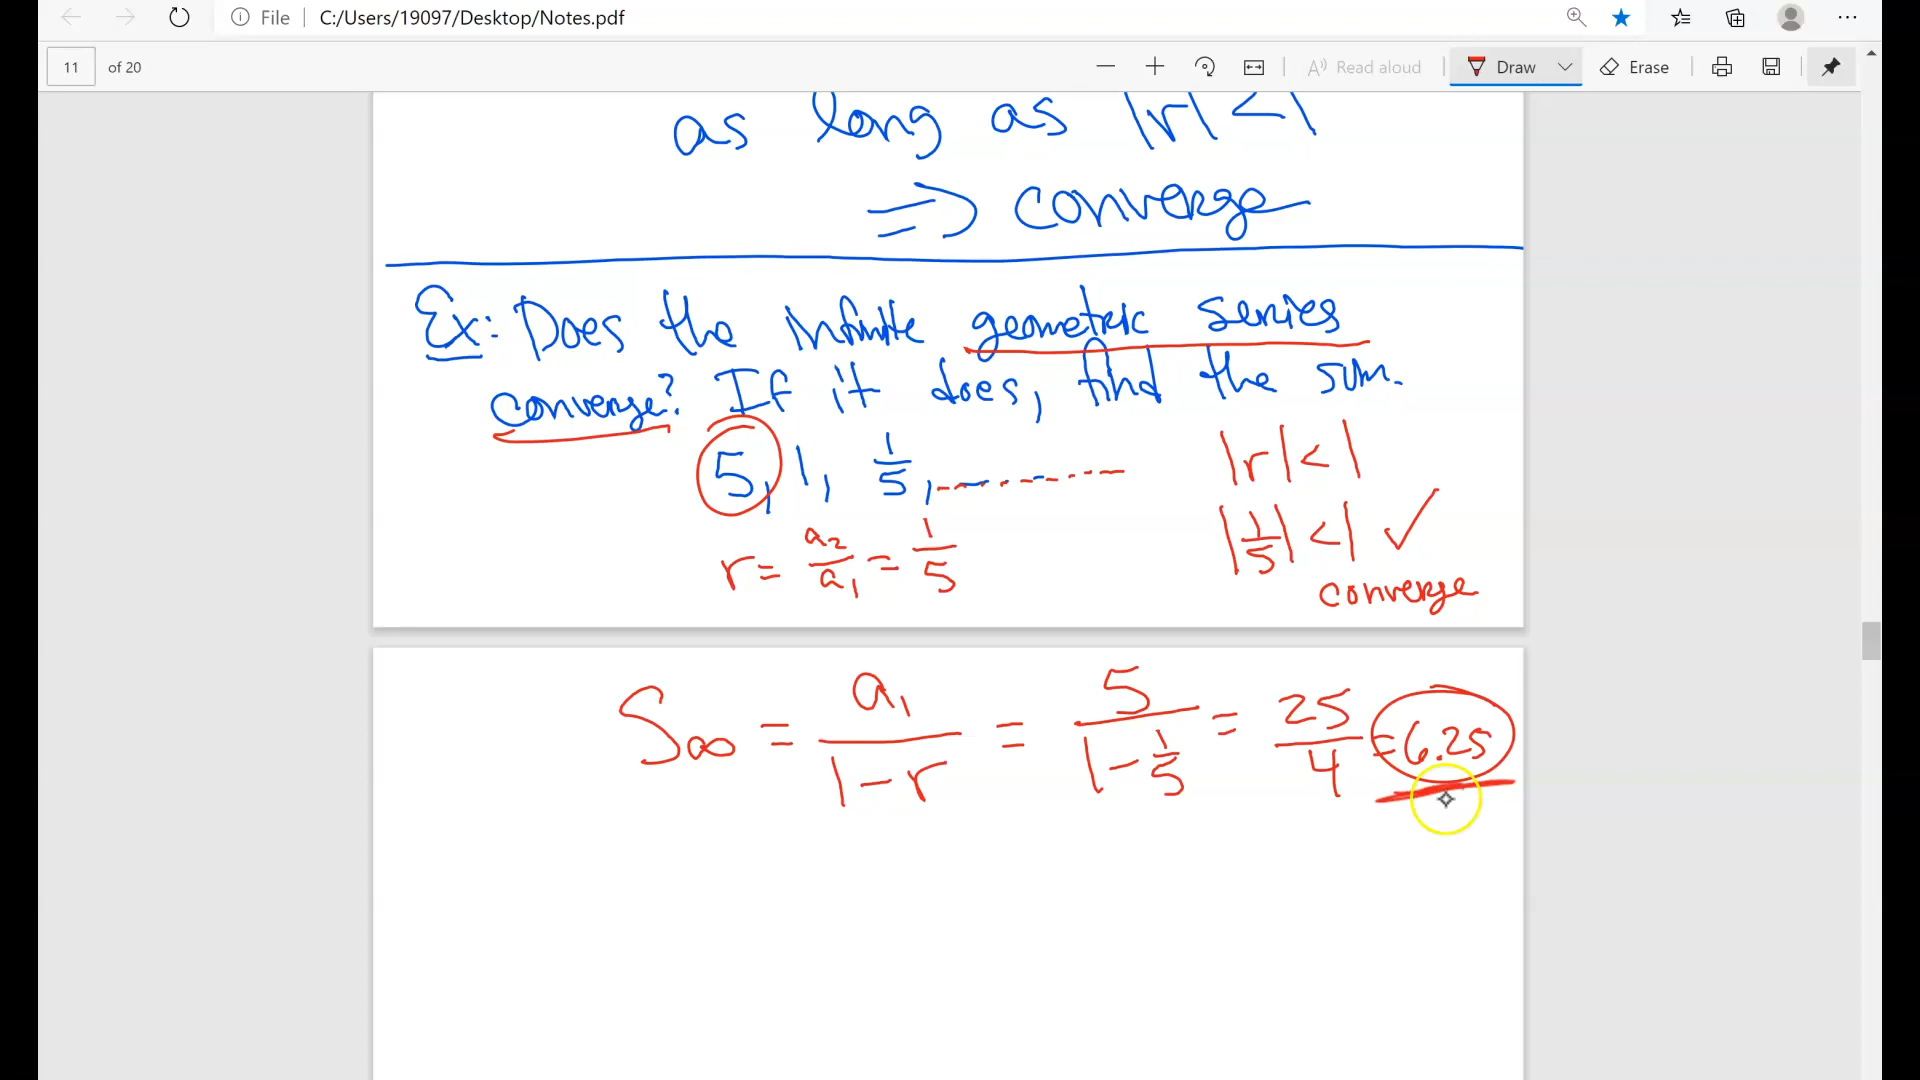 File C:/Users/19097/Desktop/Notes.pdf
11 of 20 Read aloud Draw Erase
as long as |r| < 1
=> converge
Ex: Does the infinite geometric series
converge? If it does, find the sum.
5, 1, 1/5, ..........
|r| < 1
r = a₂/a₁ = 1/5
|1/5| < 1 ✓
converge
S∞ = a₁/(1 - r) = 5/(1 - 1/5) = 25/4 = 6.25